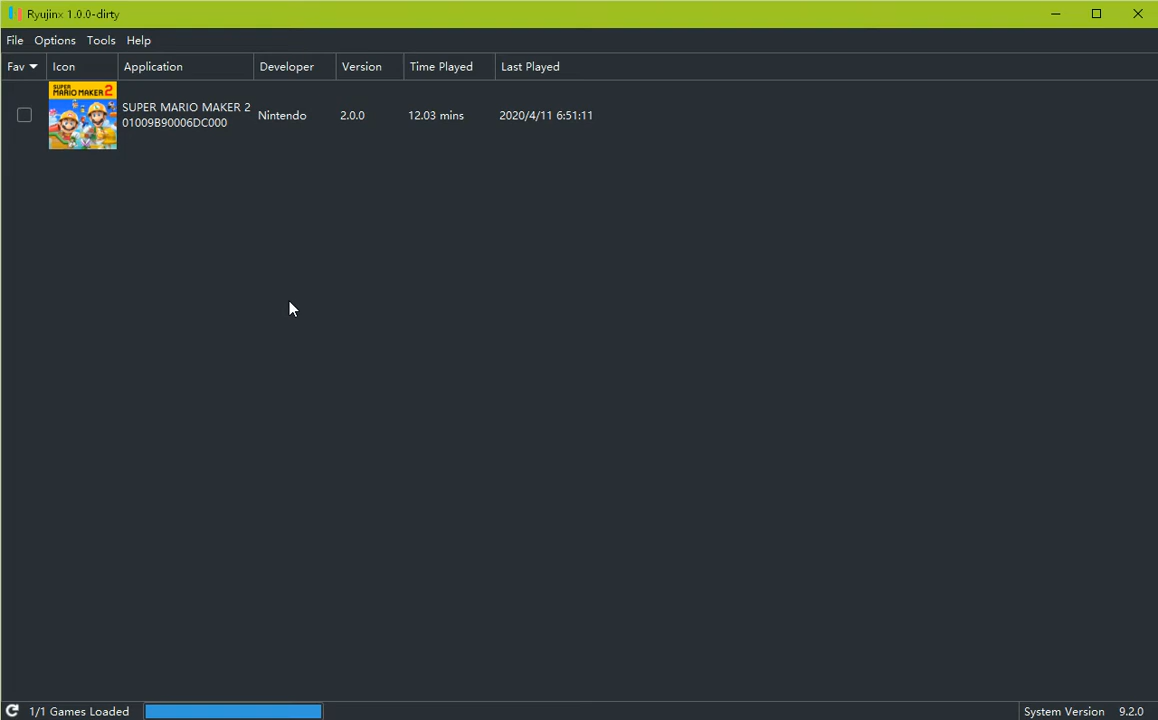 Ryujinx 1.0.0-dirty
File Options Tools Help
Fav Icon Application Developer Version Time Played Last Played
SUPER MARIO MAKER 2
SUPER MARIO MAKER 2
01009B90006DC000
Nintendo 2.0.0 12.03 mins 2020/4/11 6:51:11
1/1 Games Loaded
System Version 9.2.0